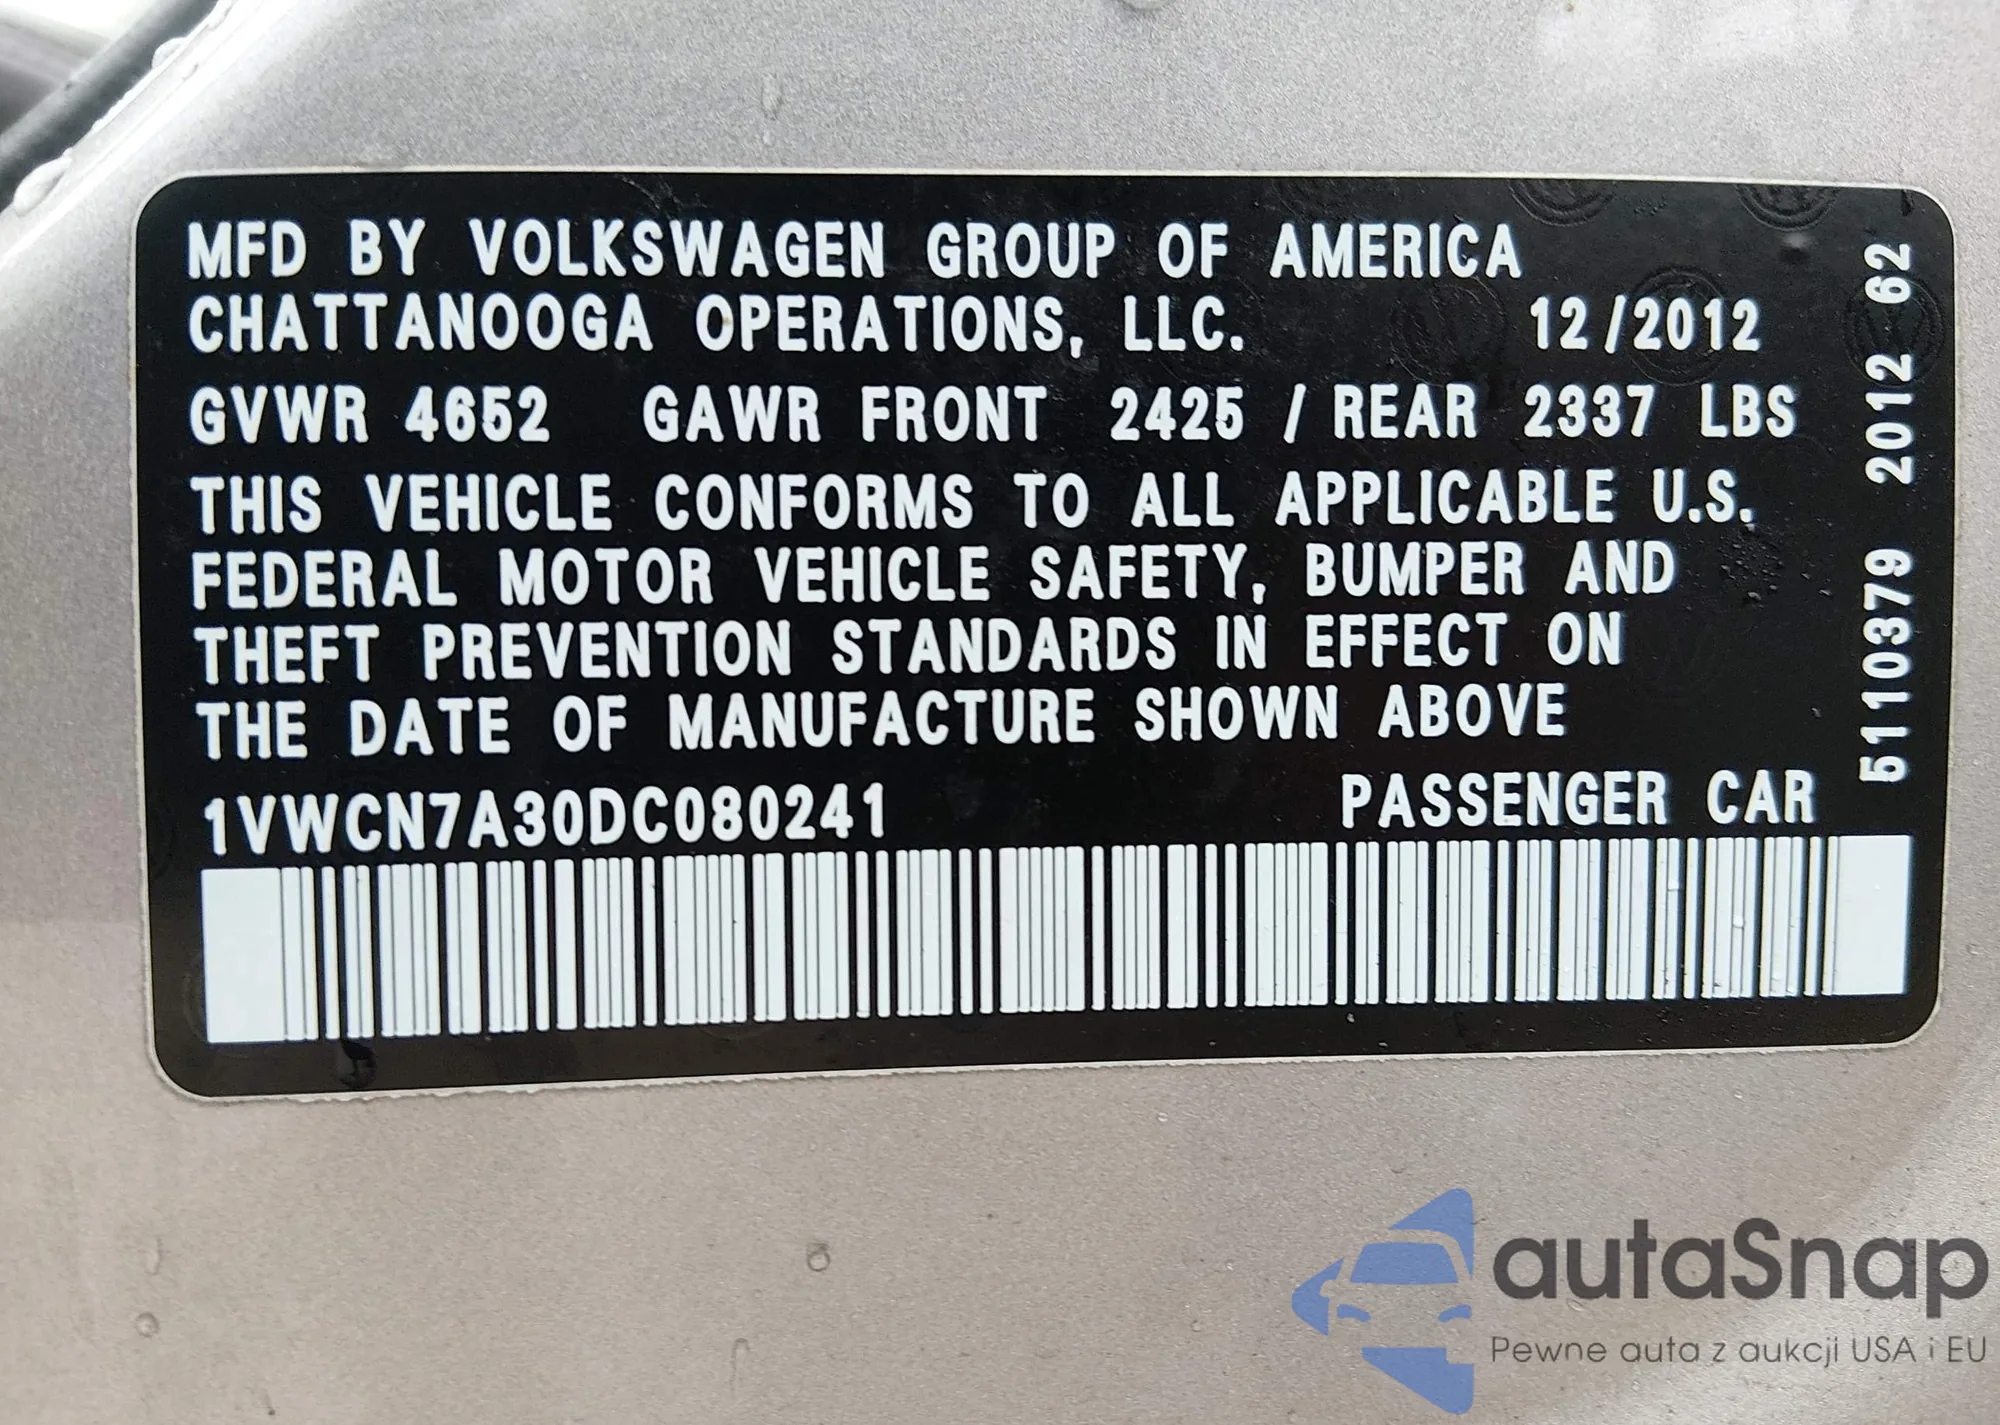 MFD BY VOLKSWAGEN GROUP OF AMERICA
CHATTANOOGA OPERATIONS, LLC. 12/2012
GVWR 4652 GAWR FRONT 2425 / REAR 2337 LBS
THIS VEHICLE CONFORMS TO ALL APPLICABLE U.S.
FEDERAL MOTOR VEHICLE SAFETY, BUMPER AND
THEFT PREVENTION STANDARDS IN EFFECT ON
THE DATE OF MANUFACTURE SHOWN ABOVE
1VWCN7A30DC080241 PASSENGER CAR
5110379 2012 62
autaSnap
Pewne auta z aukcji USA i EU